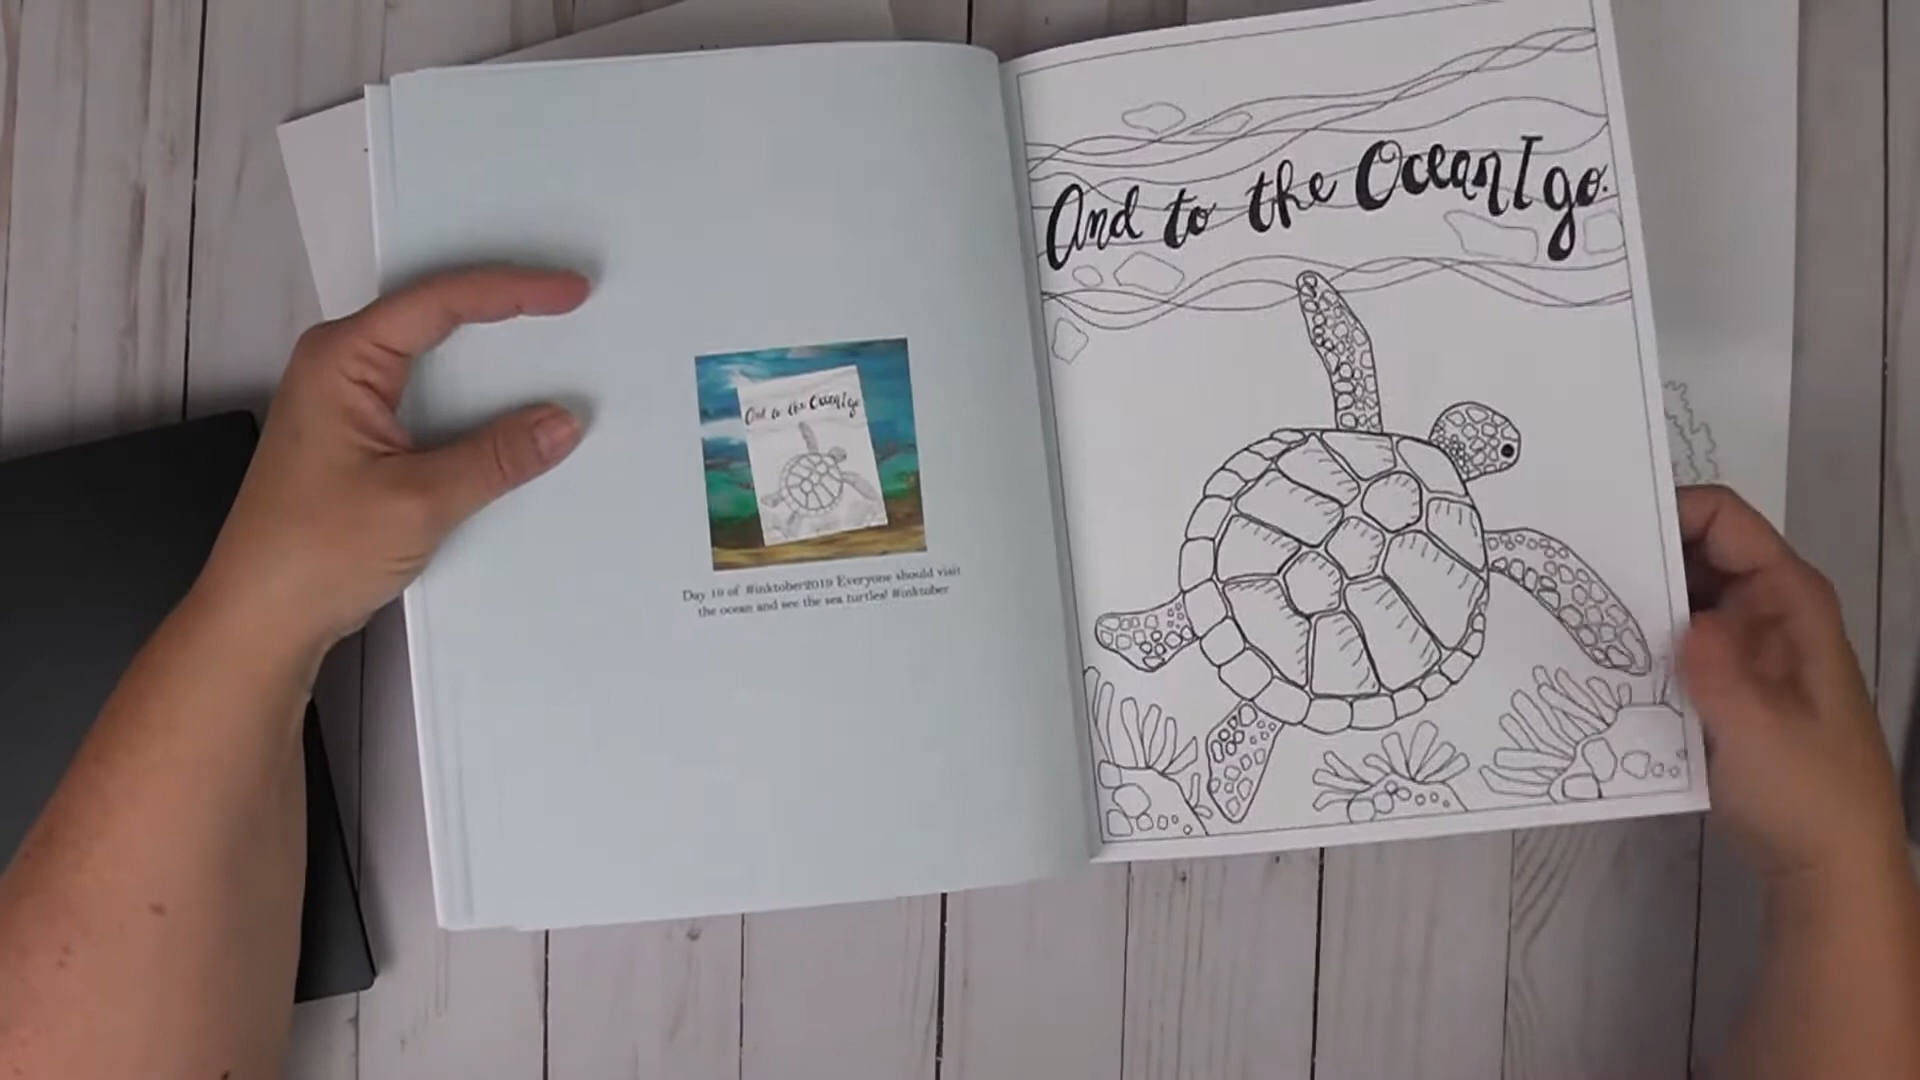 And to the Ocean I go
Day 19 of #inktober2019 Everyone should visit
the ocean and see the sea turtles! #inktober
And to the Ocean I go.